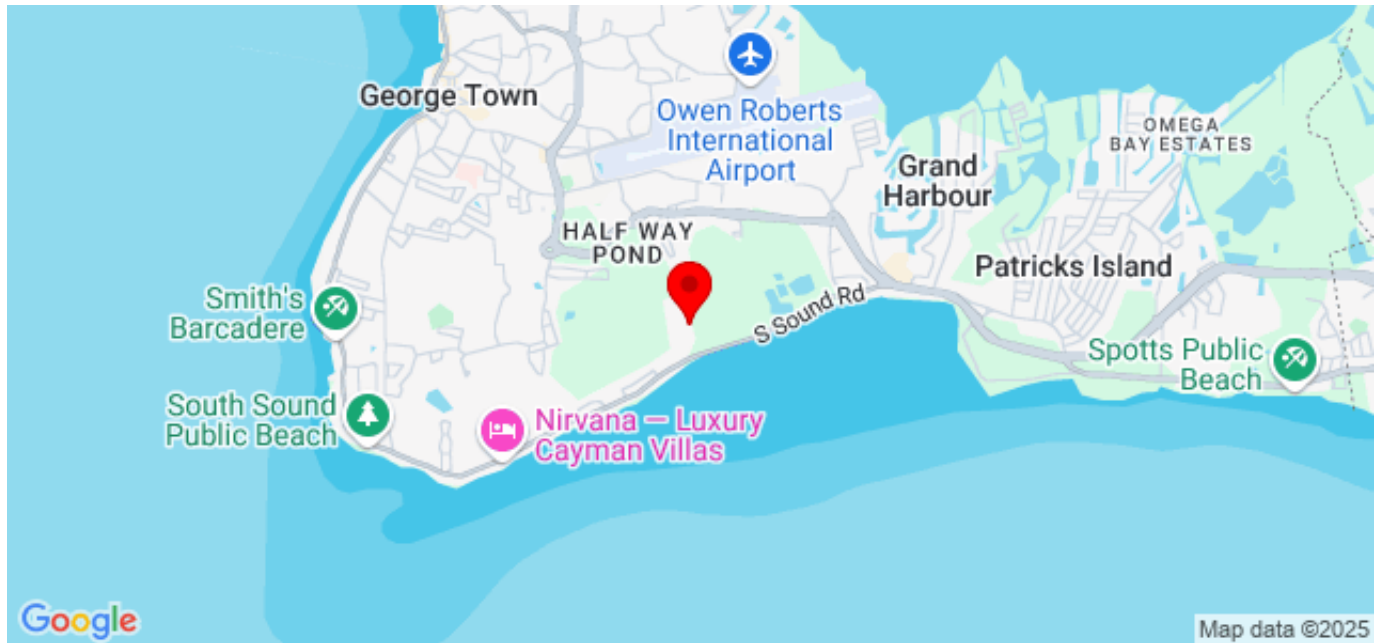 George Town
Owen Roberts
International
Airport
OMEGA
BAY ESTATES
Grand
Harbour
HALF WAY
POND
Patricks Island
Smith's
Barcadere
S Sound Rd
Spotts Public
Beach
South Sound
Public Beach
Nirvana — Luxury
Cayman Villas
Google
Map data ©2025